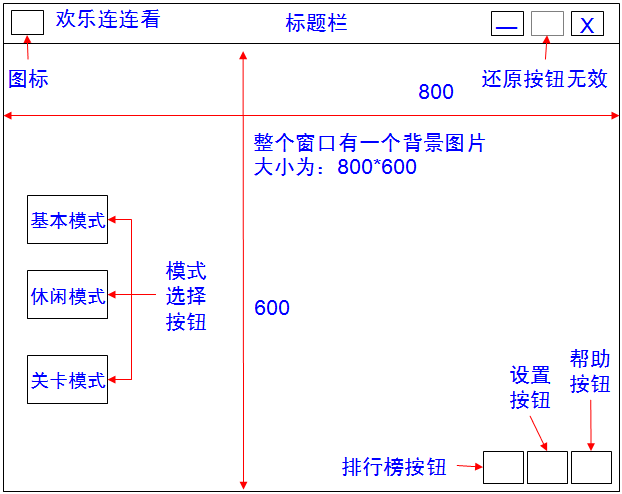 欢乐连连看
标题栏
—
X
图标
还原按钮无效
800
整个窗口有一个背景图片
大小为：800*600
基本模式
休闲模式
关卡模式
模式
选择
按钮
600
帮助
按钮
设置
按钮
排行榜按钮